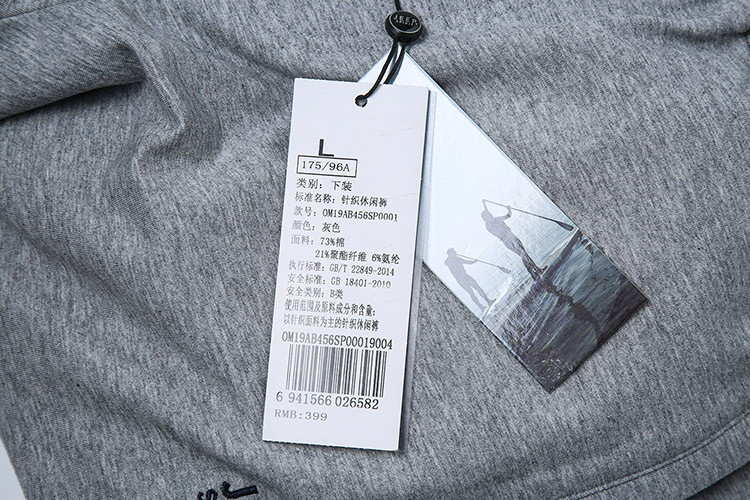 JEEP
L
175/96A
类别: 下装
标准名称: 针织休闲裤
款号: OM19AB456SP0001
颜色: 灰色
面料: 73%棉
21%聚酯纤维 6%氨纶
执行标准: GB/T 22849-2014
安全标准: GB 18401-2010
安全类别: B类
使用范围及原料成分和含量:
以针织面料为主的针织休闲裤
OM19AB456SP00019004
6 941566 026582
RMB:399